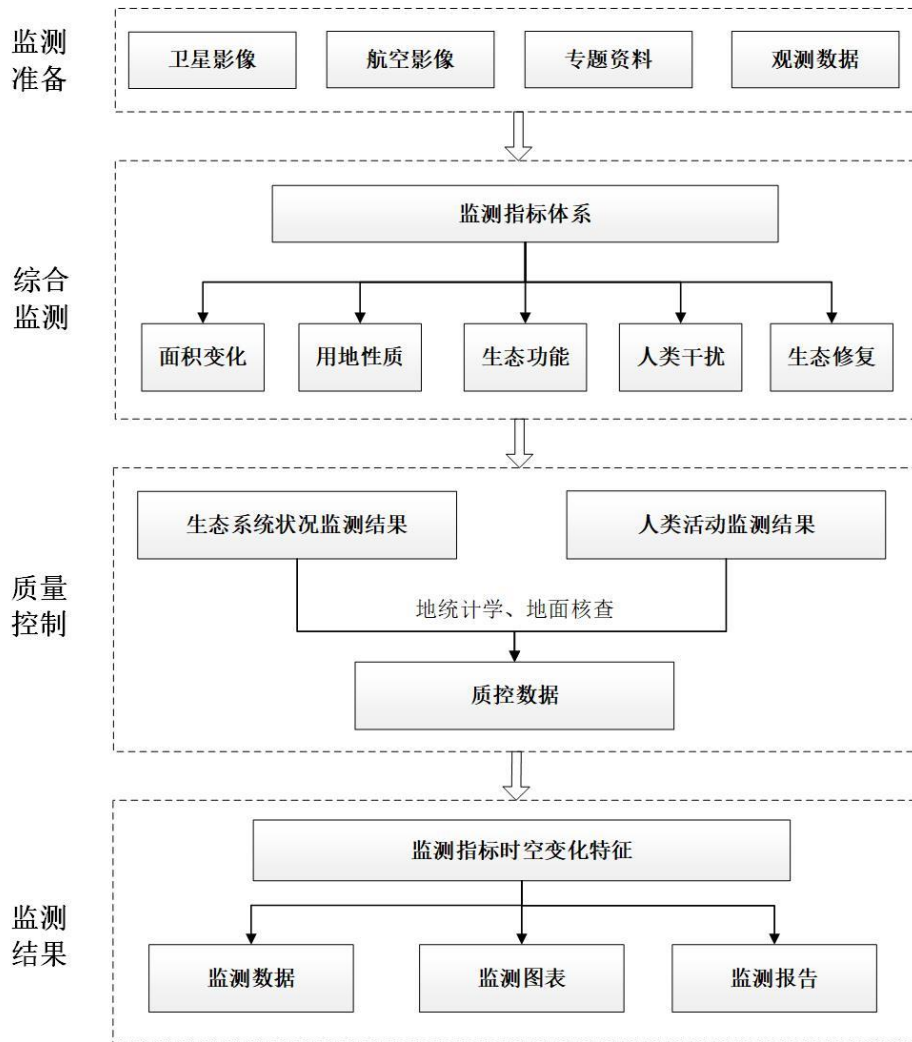 监测
准备
卫星影像
航空影像
专题资料
观测数据
综合
监测
监测指标体系
面积变化
用地性质
生态功能
人类干扰
生态修复
质量
控制
生态系统状况监测结果
人类活动监测结果
地统计学、地面核查
质控数据
监测
结果
监测指标时空变化特征
监测数据
监测图表
监测报告